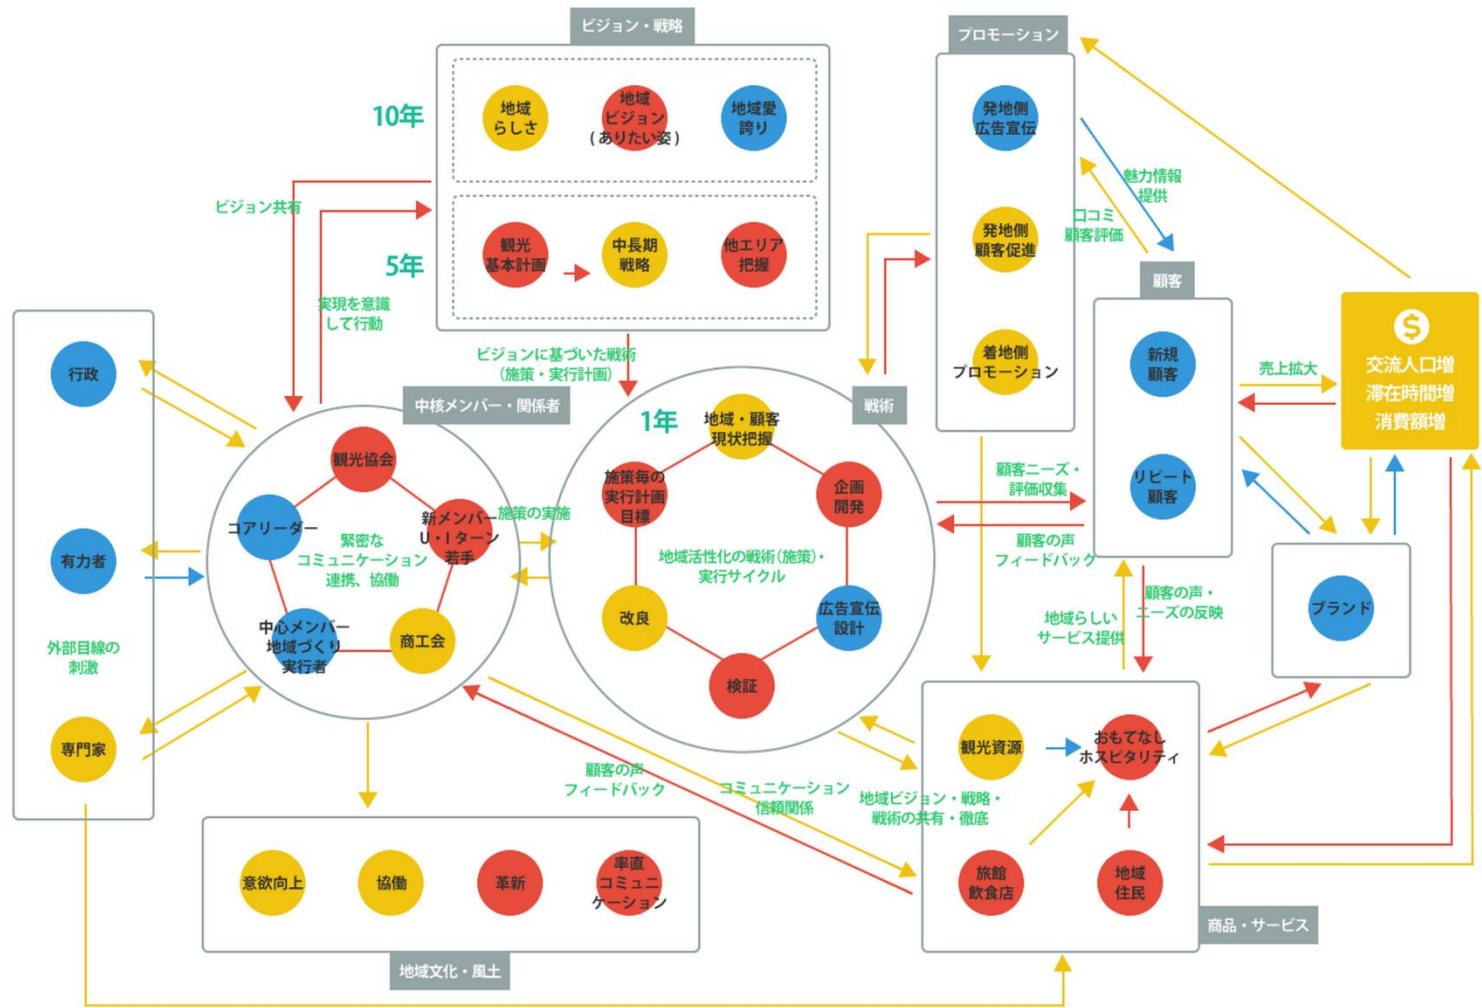 ビジョン・戦略
10年
地域
らしさ
地域
ビジョン
(ありたい姿)
地域愛
誇り
5年
観光
基本計画
中長期
戦略
他エリア
把握
プロモーション
発地側
広告宣伝
発地側
顧客促進
着地側
プロモーション
魅力情報
提供
口コミ
顧客評価
顧客
新規
顧客
リピート
顧客
売上拡大
$
交流人口増
滞在時間増
消費額増
ブランド
ビジョン共有
実現を意識
して行動
ビジョンに基づいた戦術
(施策・実行計画)
行政
有力者
外部目線の
刺激
専門家
中核メンバー・関係者
観光協会
コアリーダー
新メンバー
U・Iターン
若手
緊密な
コミュニケーション
連携、協働
中心メンバー
地域づくり
実行者
商工会
施策の実施
戦術
1年
地域・顧客
現状把握
施策毎の
実行計画
目標
企画
開発
地域活性化の戦術(施策)・
実行サイクル
改良
広告宣伝
設計
検証
顧客ニーズ・
評価収集
顧客の声
フィードバック
地域らしい
サービス提供
顧客の声・
ニーズの反映
顧客の声
フィードバック
コミュニケーション
信頼関係
地域ビジョン・戦略・
戦術の共有・徹底
観光資源
おもてなし
ホスピタリティ
旅館
飲食店
地域
住民
商品・サービス
意欲向上
協働
革新
率直
コミュニ
ケーション
地域文化・風土